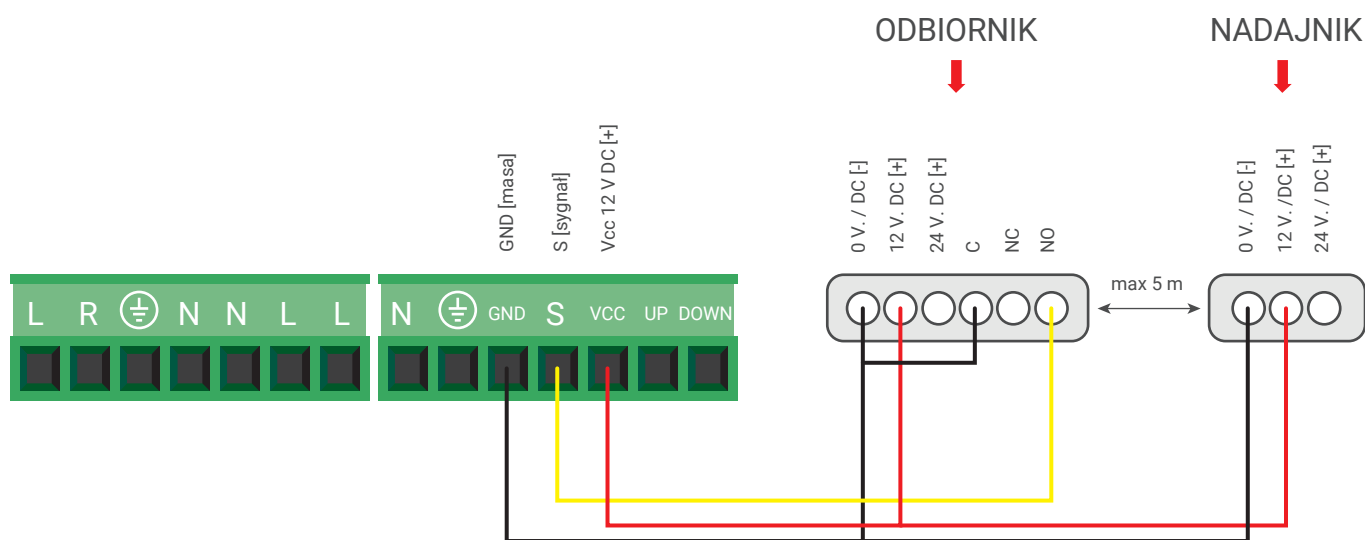 ODBIORNIK
NADAJNIK
GND [masa]
S [sygnał]
Vcc 12 V DC [+]
0 V. / DC [-]
12 V. DC [+]
24 V. DC [+]
C
NC
NO
0 V. / DC [-]
12 V. /DC [+]
24 V. / DC [+]
max 5 m
L R N N L L
N GND S VCC UP DOWN